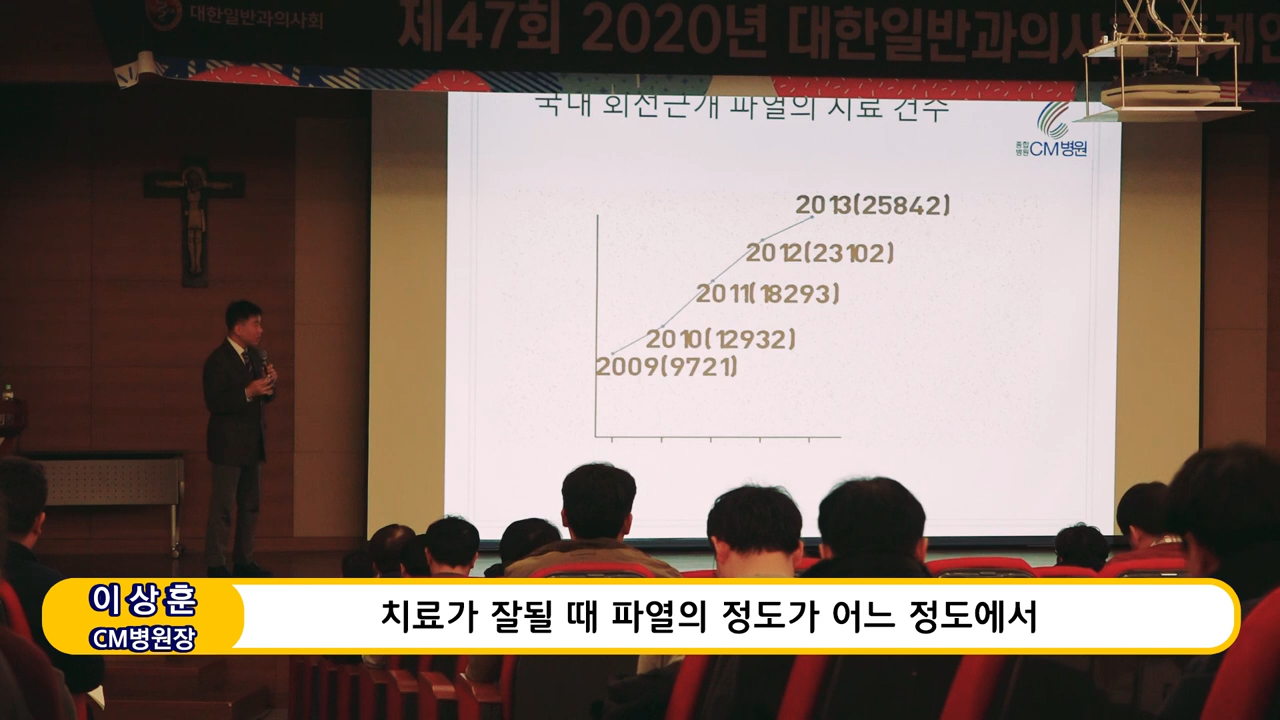 대한일반과의사회
제47회 2020년 대한일반과의사회
국내 회전근개 파열의 치료 건수
종합병원 CM병원
2013(25842)
2012(23102)
2011(18293)
2010(12932)
2009(9721)
이상훈
CM병원장
치료가 잘될 때 파열의 정도가 어느 정도에서